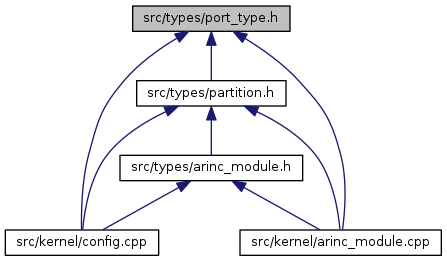 src/types/port_type.h
src/types/partition.h
src/types/arinc_module.h
src/kernel/config.cpp
src/kernel/arinc_module.cpp